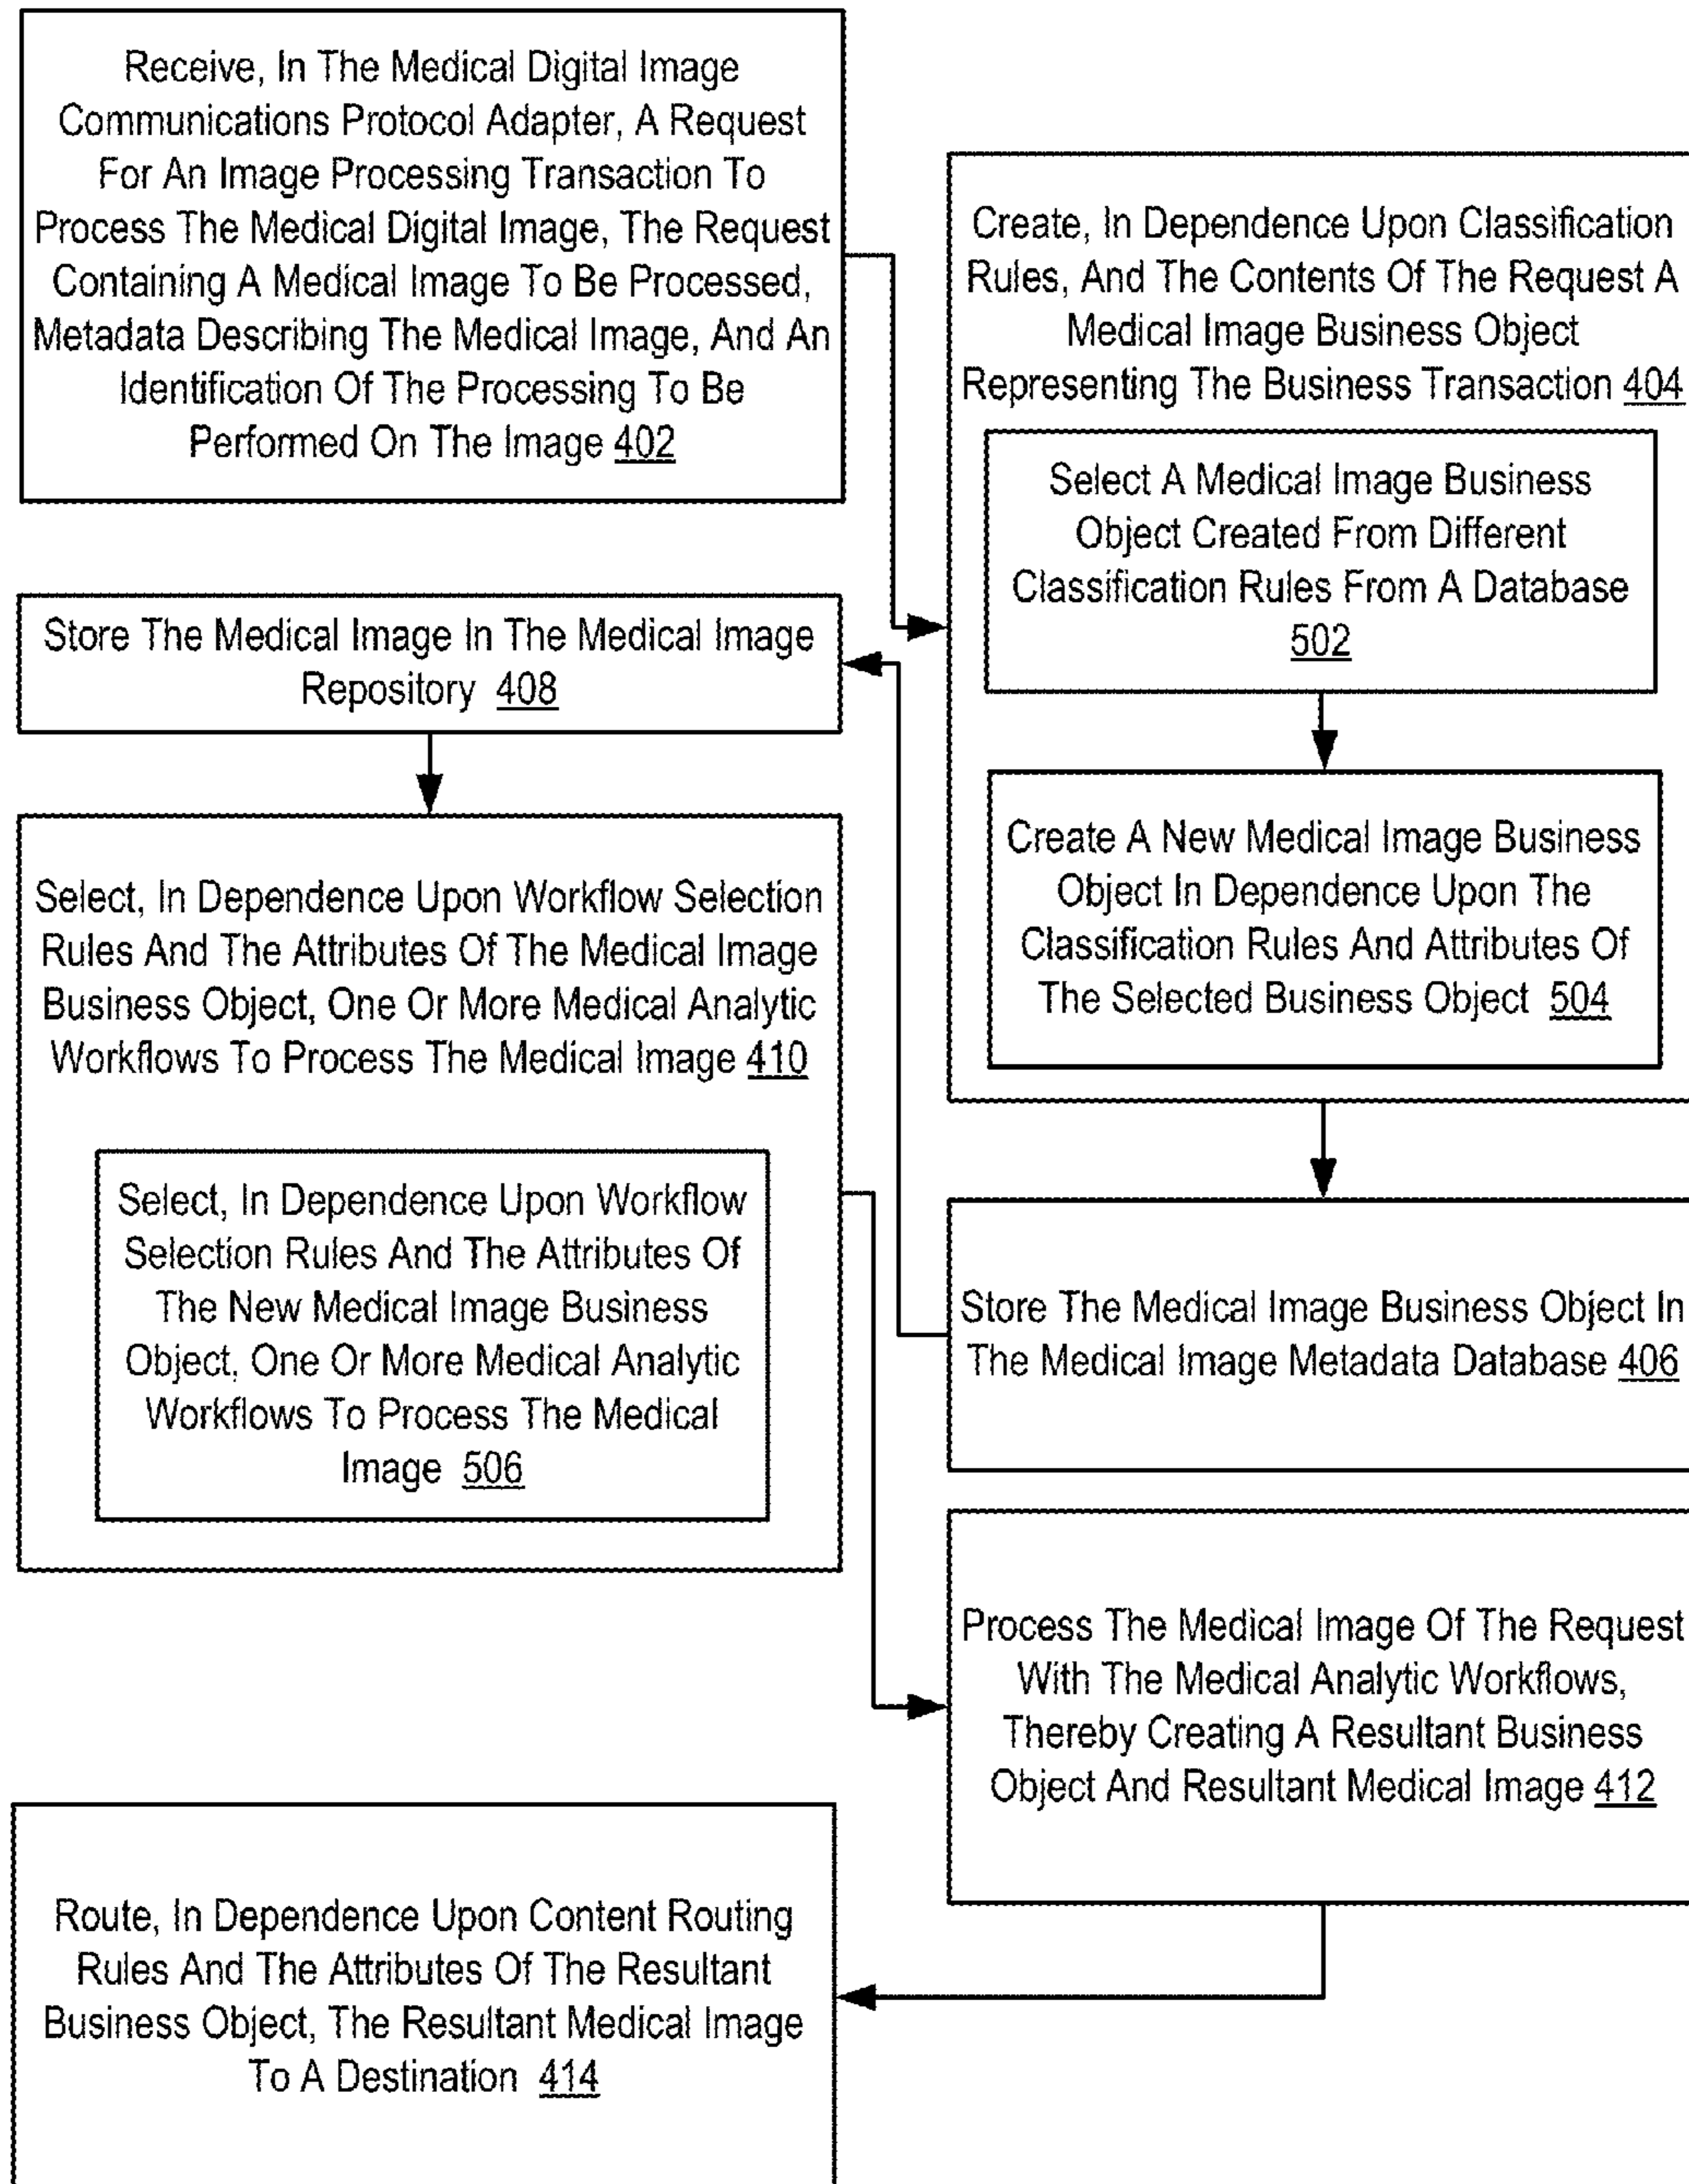 Receive, In The Medical Digital Image
Communications Protocol Adapter, A Request
For An Image Processing Transaction To
Process The Medical Digital Image, The Request
Containing A Medical Image To Be Processed,
Metadata Describing The Medical Image, And An
Identification Of The Processing To Be
Performed On The Image 402
Create, In Dependence Upon Classification
Rules, And The Contents Of The Request A
Medical Image Business Object
Representing The Business Transaction 404
Select A Medical Image Business
Object Created From Different
Classification Rules From A Database
502
Create A New Medical Image Business
Object In Dependence Upon The
Classification Rules And Attributes Of
The Selected Business Object 504
Store The Medical Image Business Object In
The Medical Image Metadata Database 406
Store The Medical Image In The Medical Image
Repository 408
Select, In Dependence Upon Workflow Selection
Rules And The Attributes Of The Medical Image
Business Object, One Or More Medical Analytic
Workflows To Process The Medical Image 410
Select, In Dependence Upon Workflow
Selection Rules And The Attributes Of
The New Medical Image Business
Object, One Or More Medical Analytic
Workflows To Process The Medical
Image 506
Process The Medical Image Of The Request
With The Medical Analytic Workflows,
Thereby Creating A Resultant Business
Object And Resultant Medical Image 412
Route, In Dependence Upon Content Routing
Rules And The Attributes Of The Resultant
Business Object, The Resultant Medical Image
To A Destination 414